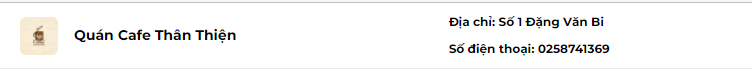 Quán Cafe Thân Thiện
Địa chỉ: Số 1 Đặng Văn Bi
Số điện thoại: 0258741369